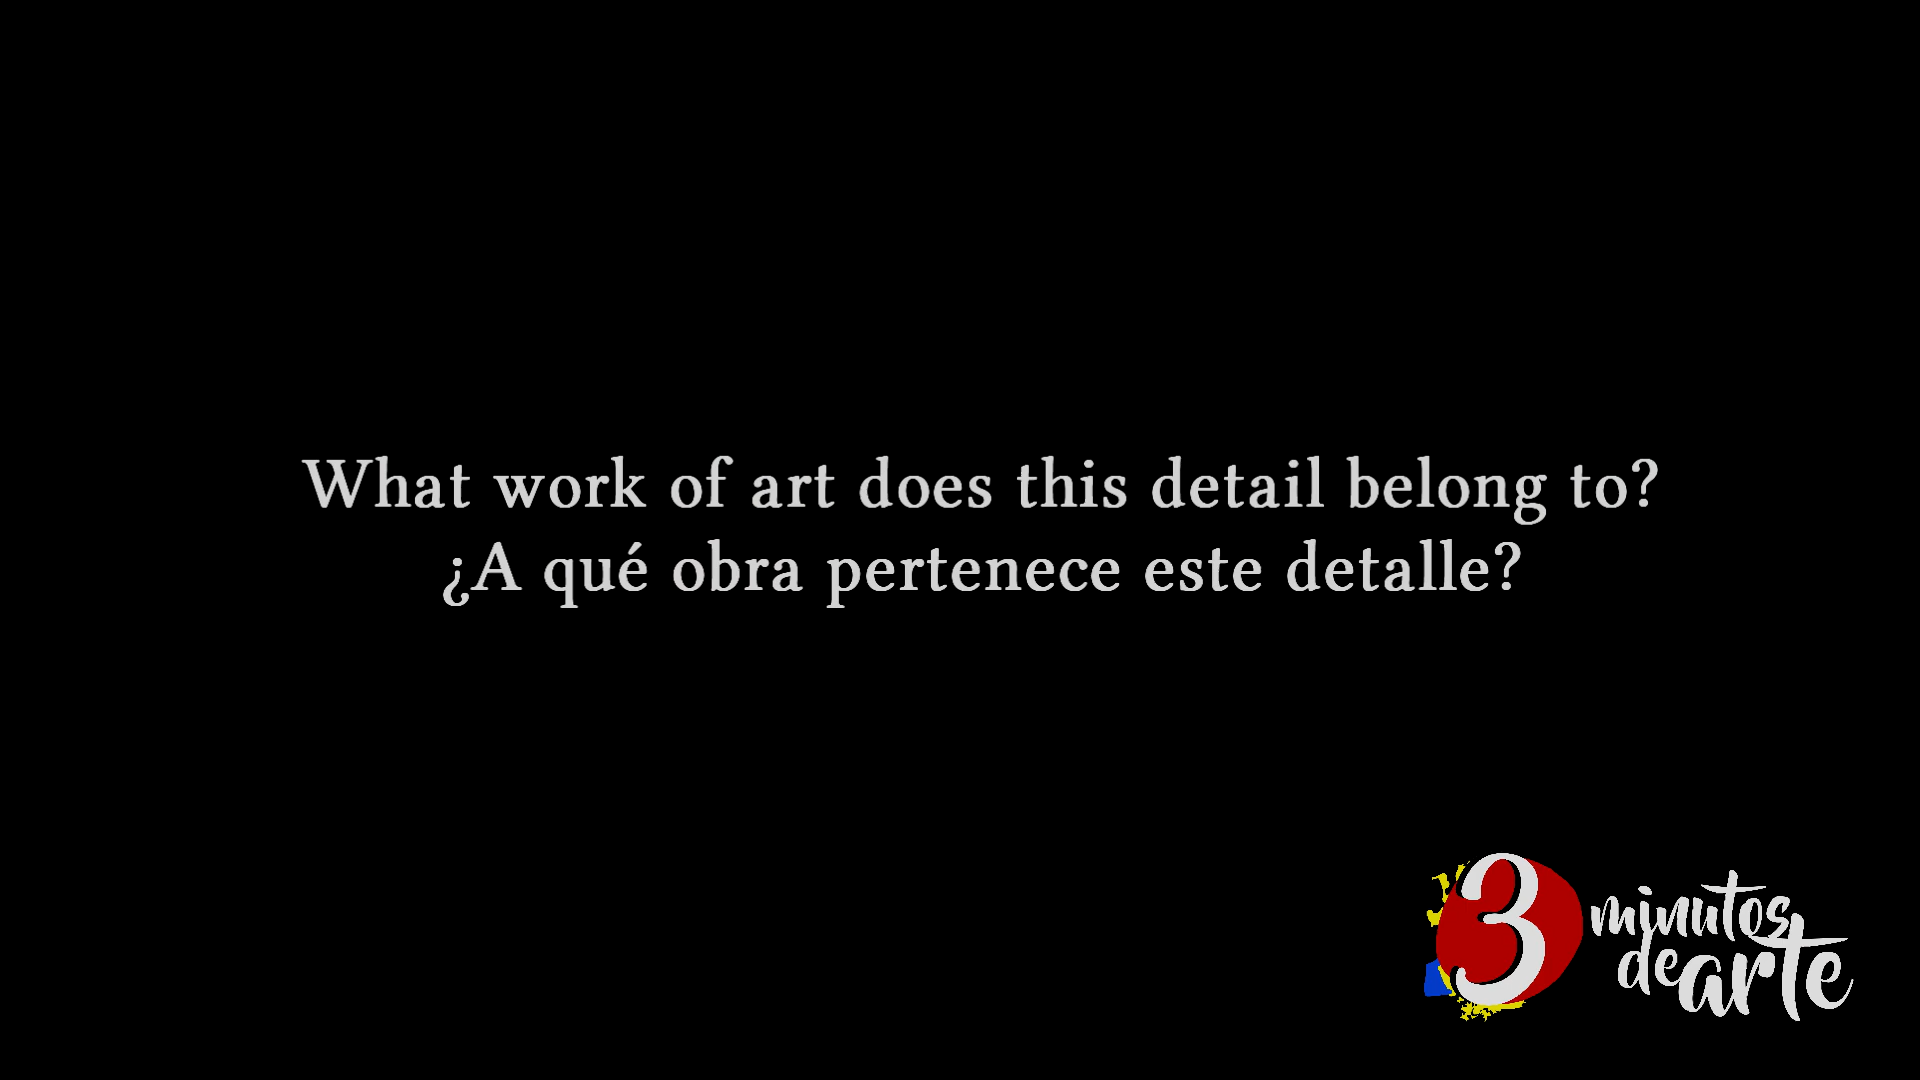 What work of art does this detail belong to?
¿A qué obra pertenece este detalle?
3 minutos
de arte